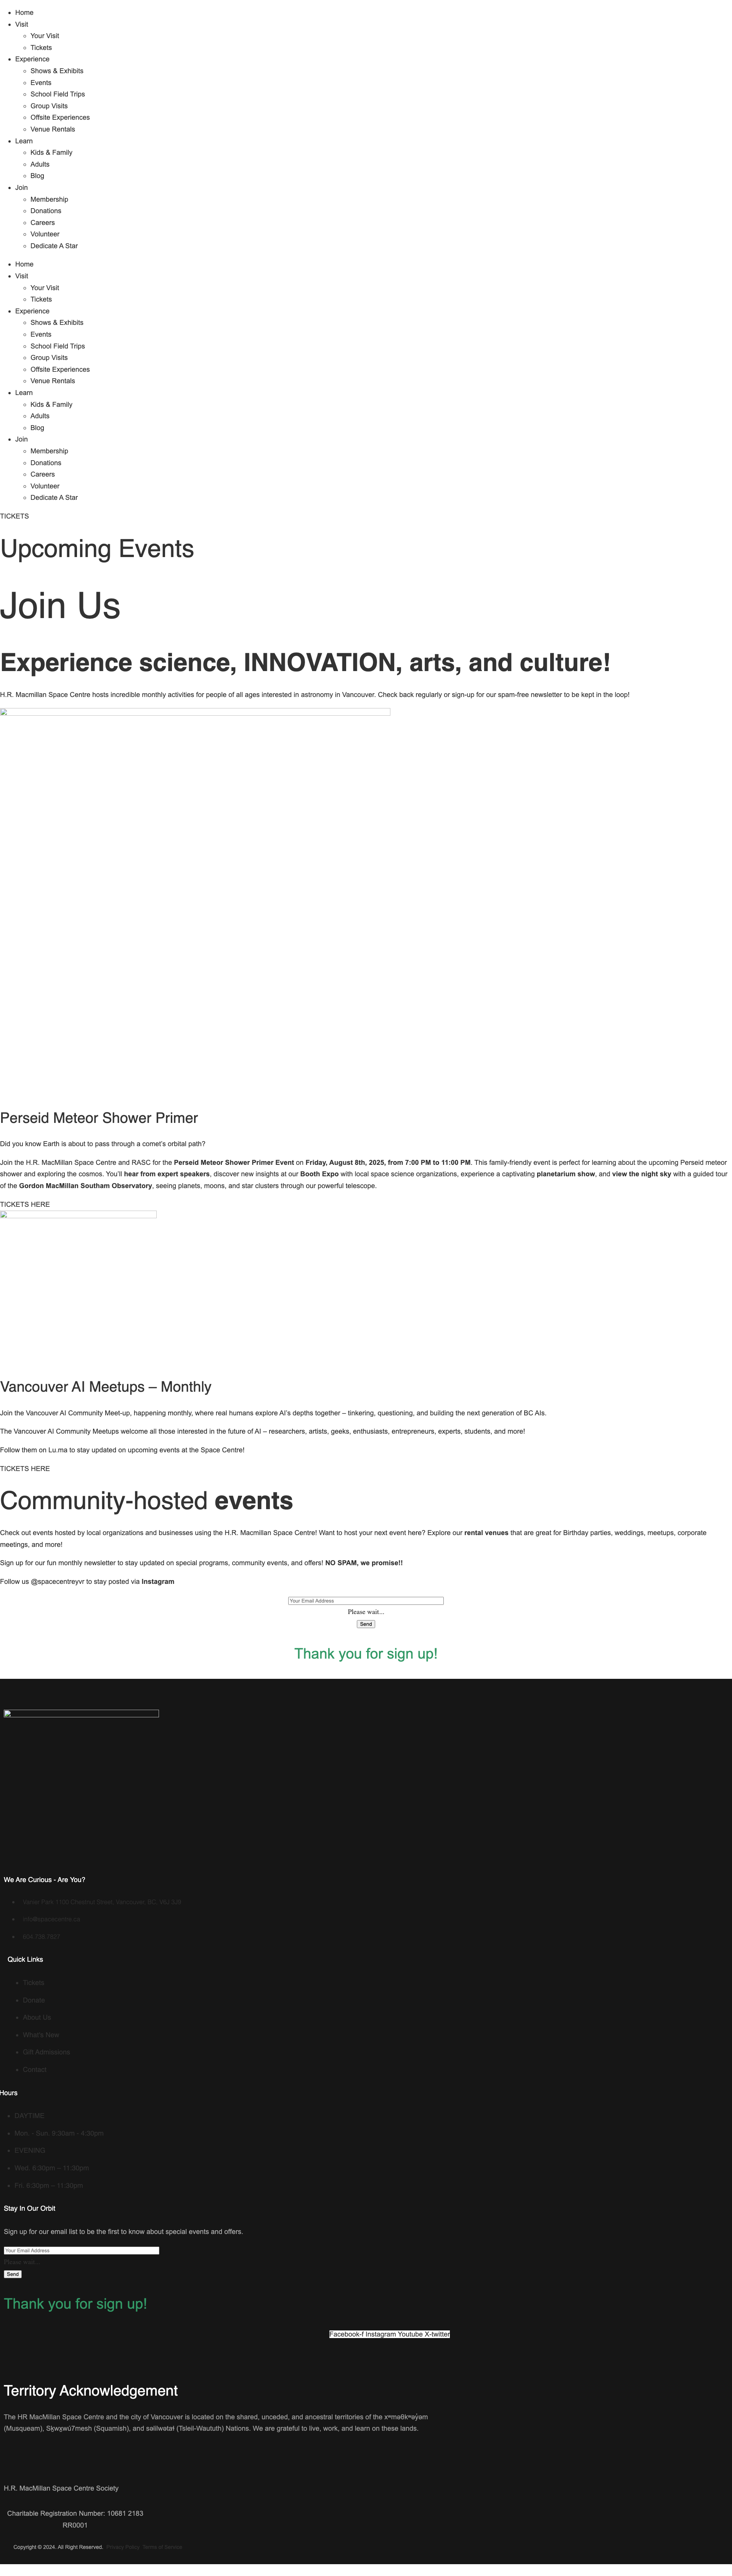 Home
Visit
Your Visit
Tickets
Experience
Shows & Exhibits
Events
School Field Trips
Group Visits
Offsite Experiences
Venue Rentals
Learn
Kids & Family
Adults
Blog
Join
Membership
Donations
Careers
Volunteer
Dedicate A Star
Home
Visit
Your Visit
Tickets
Experience
Shows & Exhibits
Events
School Field Trips
Group Visits
Offsite Experiences
Venue Rentals
Learn
Kids & Family
Adults
Blog
Join
Membership
Donations
Careers
Volunteer
Dedicate A Star
TICKETS
Upcoming Events
Join Us
Experience science, INNOVATION, arts, and culture!
H.R. Macmillan Space Centre hosts incredible monthly activities for people of all ages interested in astronomy in Vancouver. Check back regularly or sign-up for our spam-free newsletter to be kept in the loop!
Perseid Meteor Shower Primer
Did you know Earth is about to pass through a comet's orbital path?
Join the H.R. MacMillan Space Centre and RASC for the Perseid Meteor Shower Primer Event on Friday, August 8th, 2025, from 7:00 PM to 11:00 PM. This family-friendly event is perfect for learning about the upcoming Perseid meteor
shower and exploring the cosmos. You'll hear from expert speakers, discover new insights at our Booth Expo with local space science organizations, experience a captivating planetarium show, and view the night sky with a guided tour
of the Gordon MacMillan Southam Observatory, seeing planets, moons, and star clusters through our powerful telescope.
TICKETS HERE
Vancouver AI Meetups – Monthly
Join the Vancouver AI Community Meet-up, happening monthly, where real humans explore AI's depths together – tinkering, questioning, and building the next generation of BC AIs.
The Vancouver AI Community Meetups welcome all those interested in the future of AI – researchers, artists, geeks, enthusiasts, entrepreneurs, experts, students, and more!
Follow them on Lu.ma to stay updated on upcoming events at the Space Centre!
TICKETS HERE
Community-hosted events
Check out events hosted by local organizations and businesses using the H.R. Macmillan Space Centre! Want to host your next event here? Explore our rental venues that are great for Birthday parties, weddings, meetups, corporate
meetings, and more!
Sign up for our fun monthly newsletter to stay updated on special programs, community events, and offers! NO SPAM, we promise!!
Follow us @spacecentreyvr to stay posted via Instagram
Your Email Address
Please wait...
Send
Thank you for sign up!
We Are Curious - Are You?
Quick Links
Tickets
Donate
About Us
What's New
Gift Admissions
Contact
Hours
DAYTIME
Mon. - Sun. 9:30am - 4:30pm
EVENING
Wed. 6:30pm – 11:30pm
Fri. 6:30pm – 11:30pm
Stay In Our Orbit
Sign up for our email list to be the first to know about special events and offers.
Your Email Address
Please wait...
Send
Thank you for sign up!
Facebook-f Instagram Youtube X-twitter
Territory Acknowledgement
The HR MacMillan Space Centre and the city of Vancouver is located on the shared, unceded, and ancestral territories of the xʷməθkʷəy̓əm
(Musqueam), Sḵwx̱wú7mesh (Squamish), and səlilwətaɬ (Tsleil-Waututh) Nations. We are grateful to live, work, and learn on these lands.
H.R. MacMillan Space Centre Society
Charitable Registration Number: 10681 2183
RR0001
Copyright © 2024. All Right Reserved. Privacy Policy Terms of Service